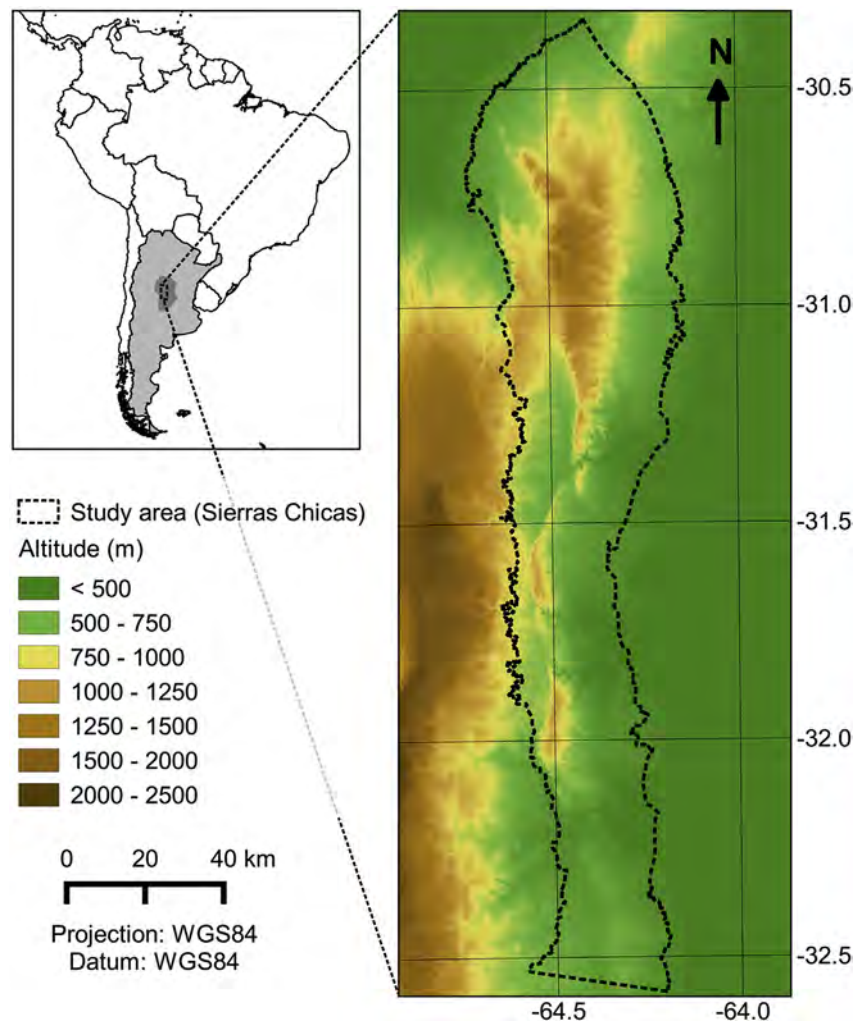 N
-30.5
-31.0
-31.5
-32.0
-32.5
-64.5 -64.0
Study area (Sierras Chicas)
Altitude (m)
< 500
500 - 750
750 - 1000
1000 - 1250
1250 - 1500
1500 - 2000
2000 - 2500
0 20 40 km
Projection: WGS84
Datum: WGS84